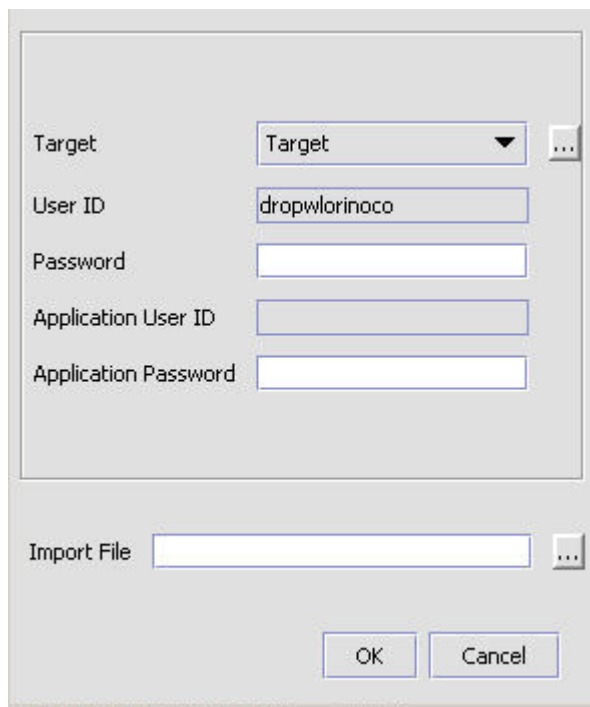 Target Target ...
User ID dropwlorinoco
Password
Application User ID
Application Password
Import File ...
OK Cancel